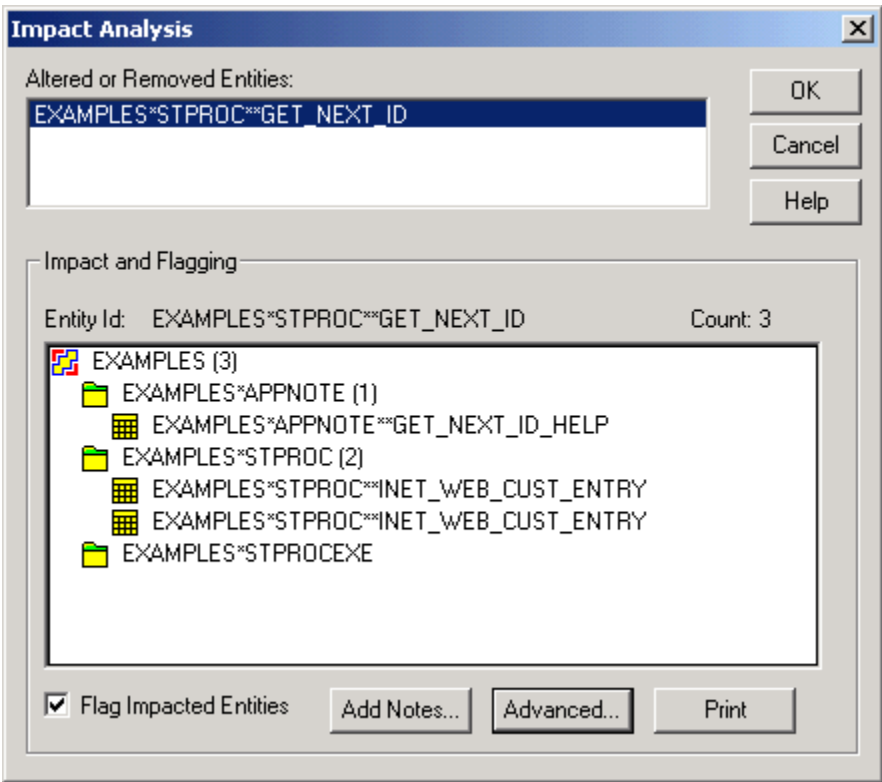 Impact Analysis
Altered or Removed Entities:
EXAMPLES*STPROC**GET_NEXT_ID
OK
Cancel
Help
Impact and Flagging
Entity Id: EXAMPLES*STPROC**GET_NEXT_ID Count: 3
EXAMPLES (3)
EXAMPLES*APPNOTE (1)
EXAMPLES*APPNOTE**GET_NEXT_ID_HELP
EXAMPLES*STPROC (2)
EXAMPLES*STPROC**INET_WEB_CUST_ENTRY
EXAMPLES*STPROC**INET_WEB_CUST_ENTRY
EXAMPLES*STPROCEXE
Flag Impacted Entities Add Notes... Advanced... Print